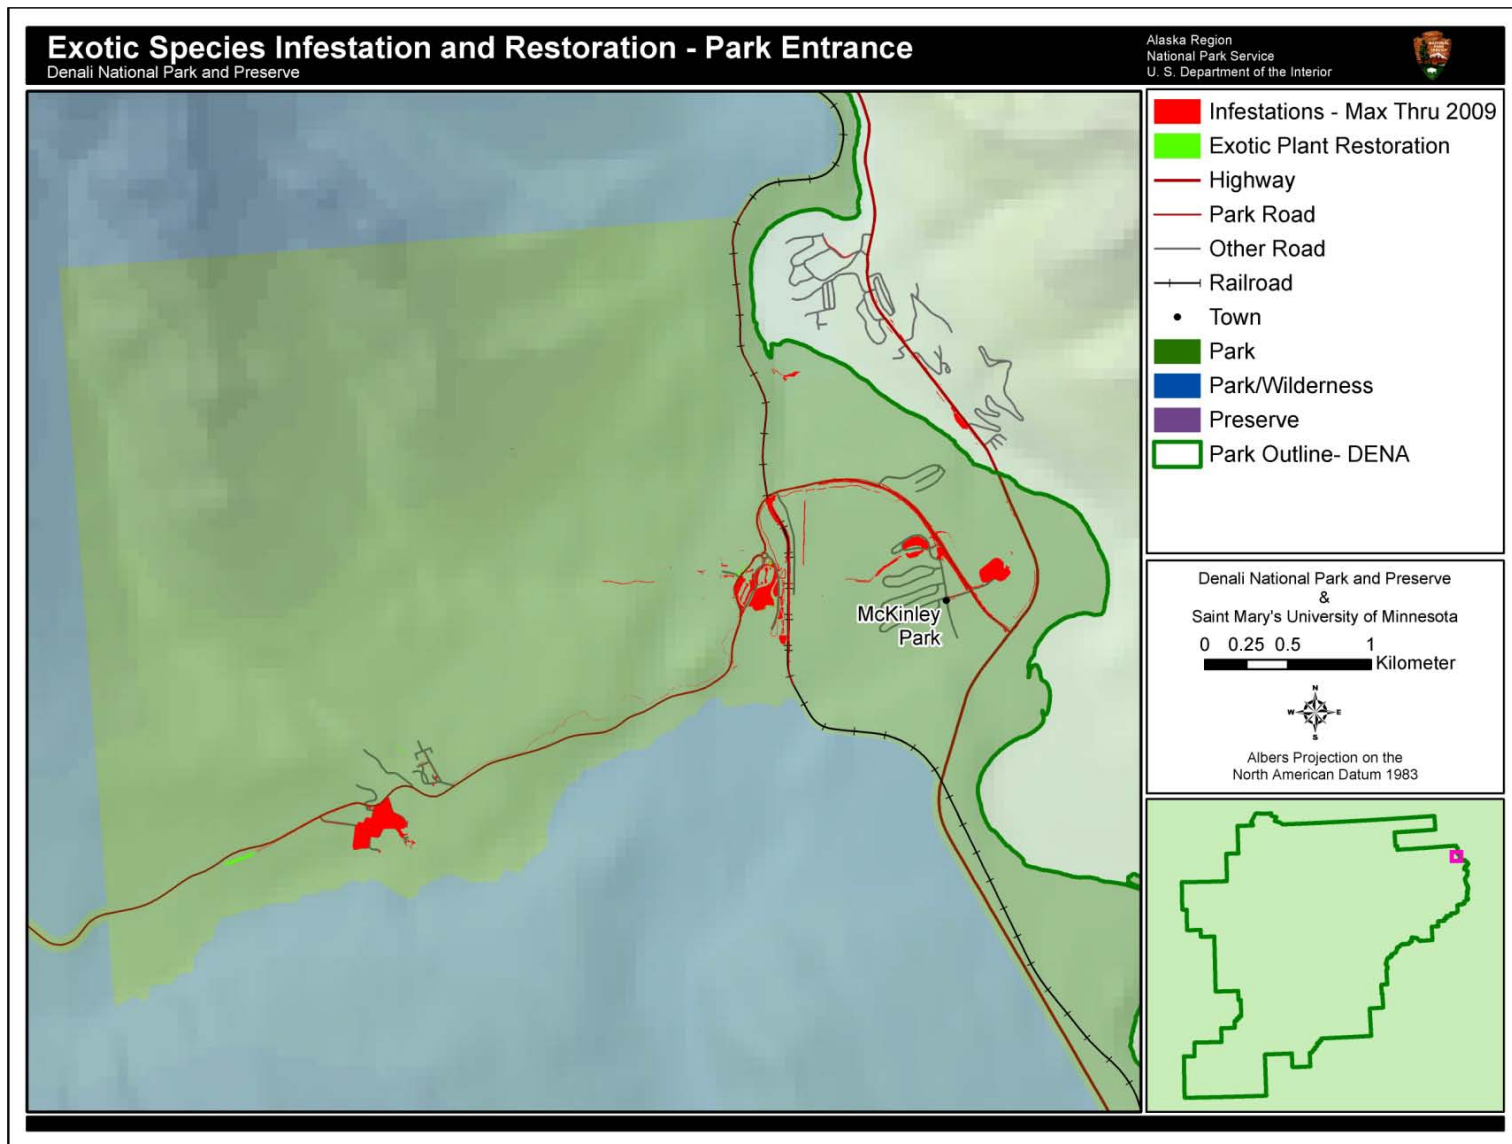 Exotic Species Infestation and Restoration - Park Entrance
Denali National Park and Preserve
Alaska Region
National Park Service
U. S. Department of the Interior
Infestations - Max Thru 2009
Exotic Plant Restoration
Highway
Park Road
Other Road
Railroad
Town
Park
Park/Wilderness
Preserve
Park Outline- DENA
McKinley
Park
Denali National Park and Preserve
&
Saint Mary's University of Minnesota
0 0.25 0.5 1
Kilometer
N
W E
S
Albers Projection on the
North American Datum 1983